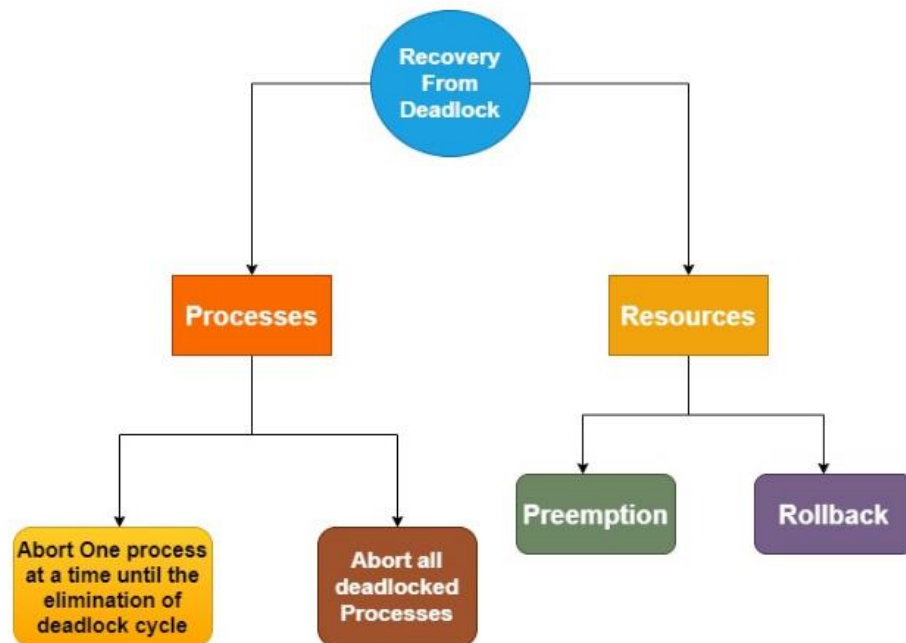 Recovery
From
Deadlock
Processes
Resources
Preemption
Rollback
Abort One process
at a time until the
elimination of
deadlock cycle
Abort all
deadlocked
Processes